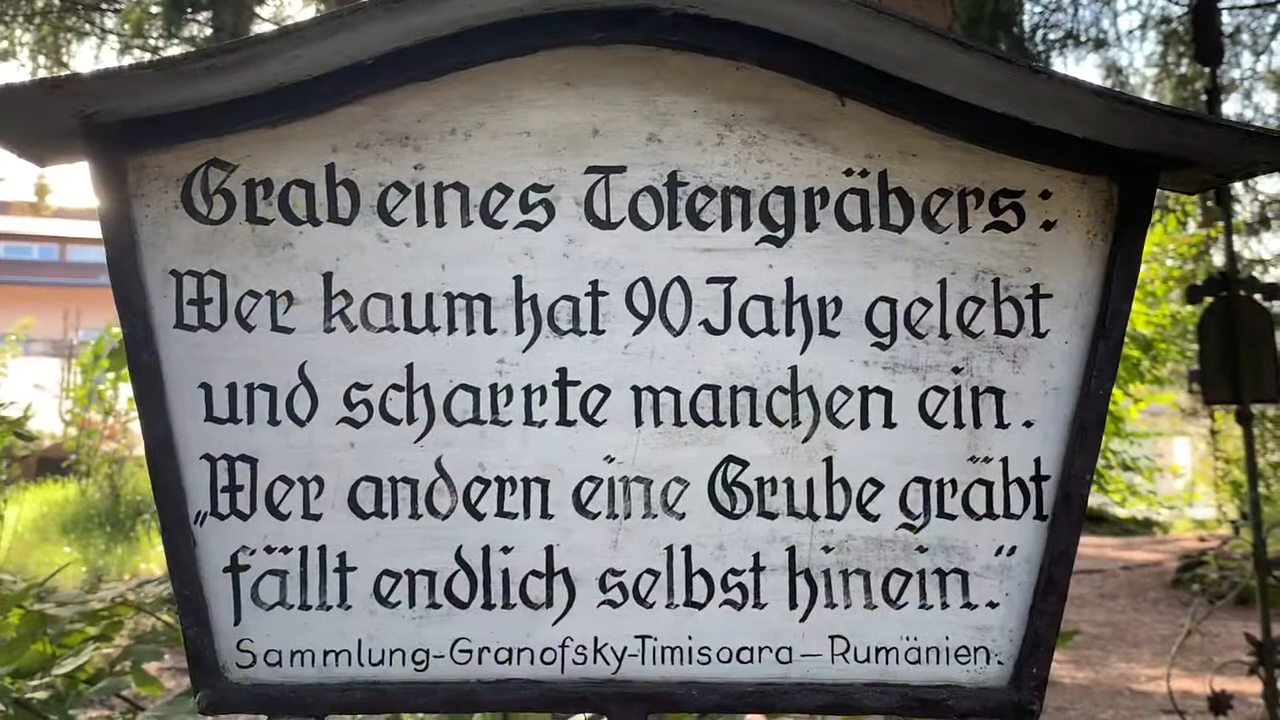 Grab eines Totengräbers:
Wer kaum hat 90 Jahr gelebt
und scharrte manchen ein.
„Wer andern eine Grube gräbt
fällt endlich selbst hinein.“
Sammlung-Granofsky-Timisoara – Rumänien.